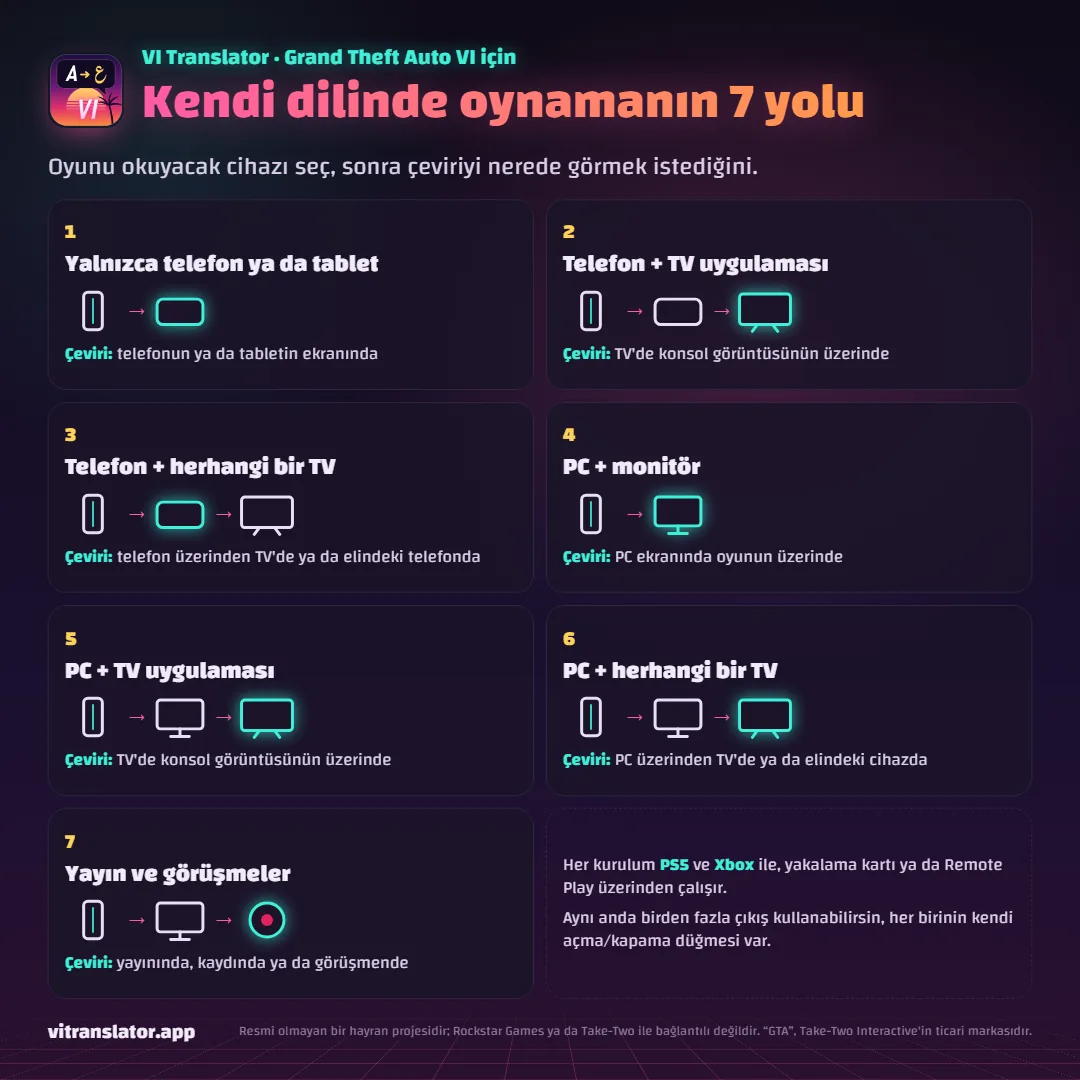 A→ع
VI
VI Translator · Grand Theft Auto VI için
Kendi dilinde oynamanın 7 yolu
Oyunu okuyacak cihazı seç, sonra çeviriyi nerede görmek istediğini.
1
Yalnızca telefon ya da tablet
→
Çeviri: telefonun ya da tabletin ekranında
2
Telefon + TV uygulaması
→ →
Çeviri: TV'de konsol görüntüsünün üzerinde
3
Telefon + herhangi bir TV
→ →
Çeviri: telefon üzerinden TV'de ya da elindeki telefonda
4
PC + monitör
→
Çeviri: PC ekranında oyunun üzerinde
5
PC + TV uygulaması
→ →
Çeviri: TV'de konsol görüntüsünün üzerinde
6
PC + herhangi bir TV
→ →
Çeviri: PC üzerinden TV'de ya da elindeki cihazda
7
Yayın ve görüşmeler
→ →
Çeviri: yayınında, kaydında ya da görüşmende
Her kurulum PS5 ve Xbox ile, yakalama kartı ya da Remote
Play üzerinden çalışır.
Aynı anda birden fazla çıkış kullanabilirsin, her birinin kendi
açma/kapama düğmesi var.
vitranslator.app
Resmi olmayan bir hayran projesidir; Rockstar Games ya da Take-Two ile bağlantılı değildir. “GTA”, Take-Two Interactive'in ticari markasıdır.